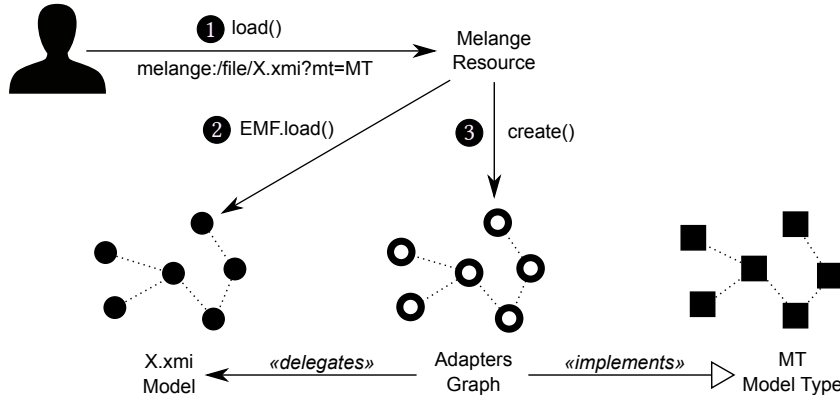 1 load()
melange:/file/X.xmi?mt=MT
Melange
Resource
2 EMF.load()
3 create()
X.xmi
Model
«delegates»
Adapters
Graph
«implements»
MT
Model Type